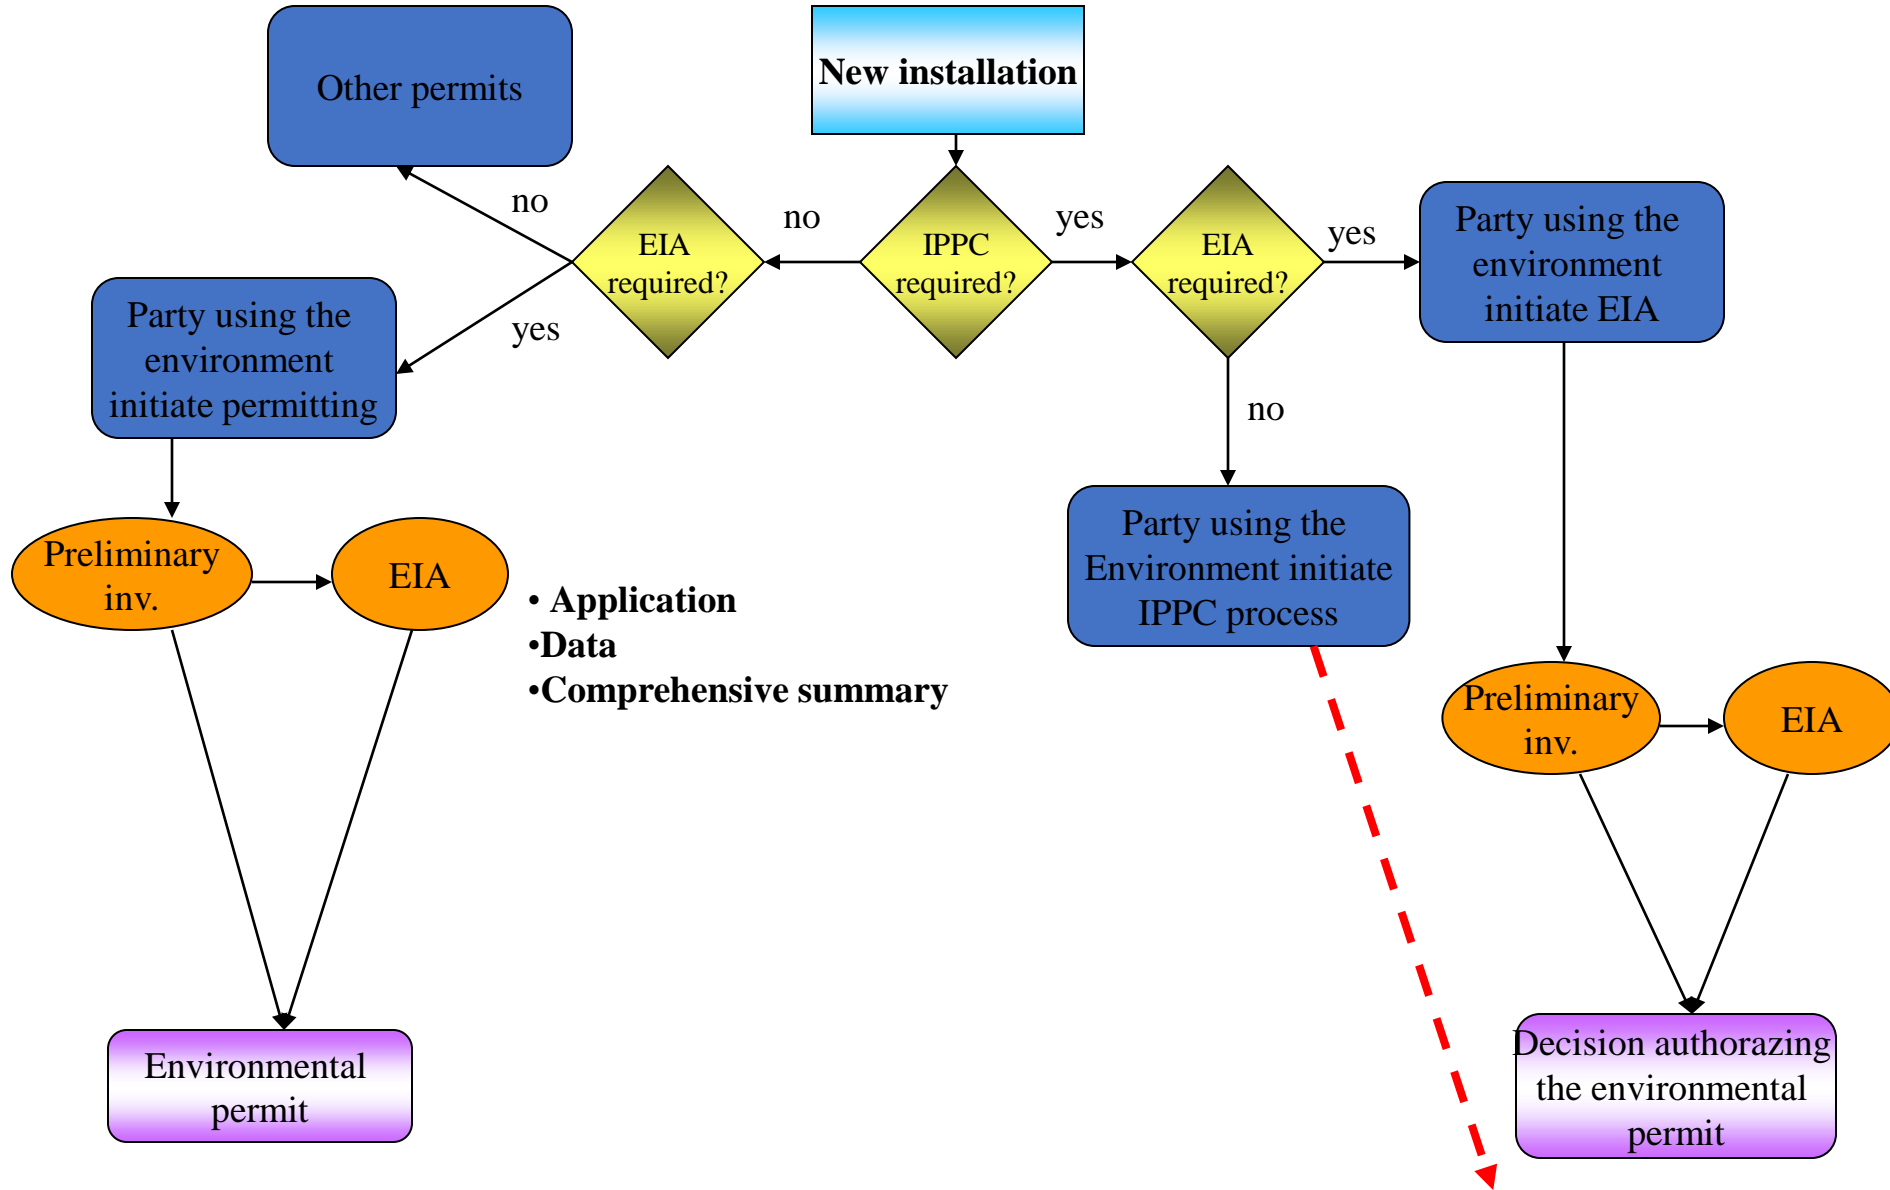 Other permits
New installation
no
no
yes
yes
EIA
required?
IPPC
required?
EIA
required?
Party using the
environment
initiate EIA
Party using the
environment
initiate permitting
yes
no
Party using the
Environment initiate
IPPC process
Preliminary
inv.
EIA
• Application
•Data
•Comprehensive summary
Preliminary
inv.
EIA
Environmental
permit
Decision authorazing
the environmental
permit